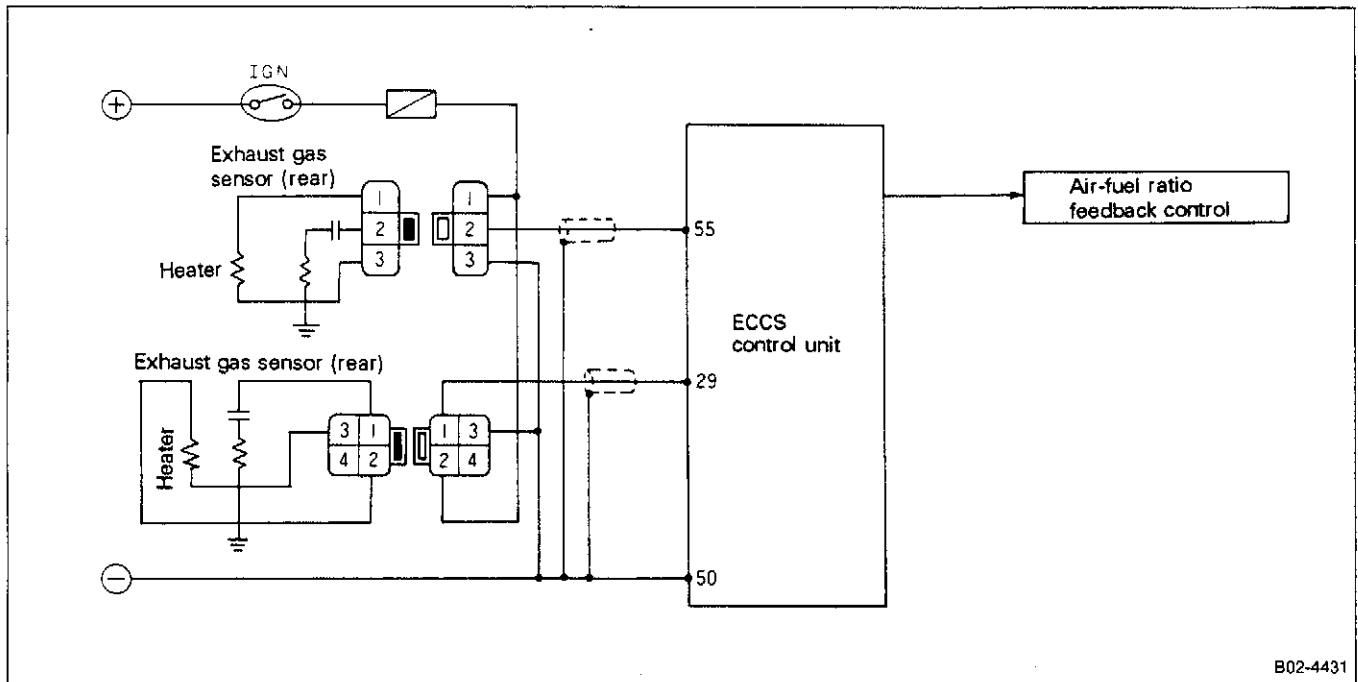 IGN
+
Exhaust gas
sensor (rear)
1
2
3
1
2
3
Heater
55
Air-fuel ratio
feedback control
ECCS
control unit
Exhaust gas sensor (rear)
29
Heater
3 1
4 2
1 3
2 4
−
50
B02-4431